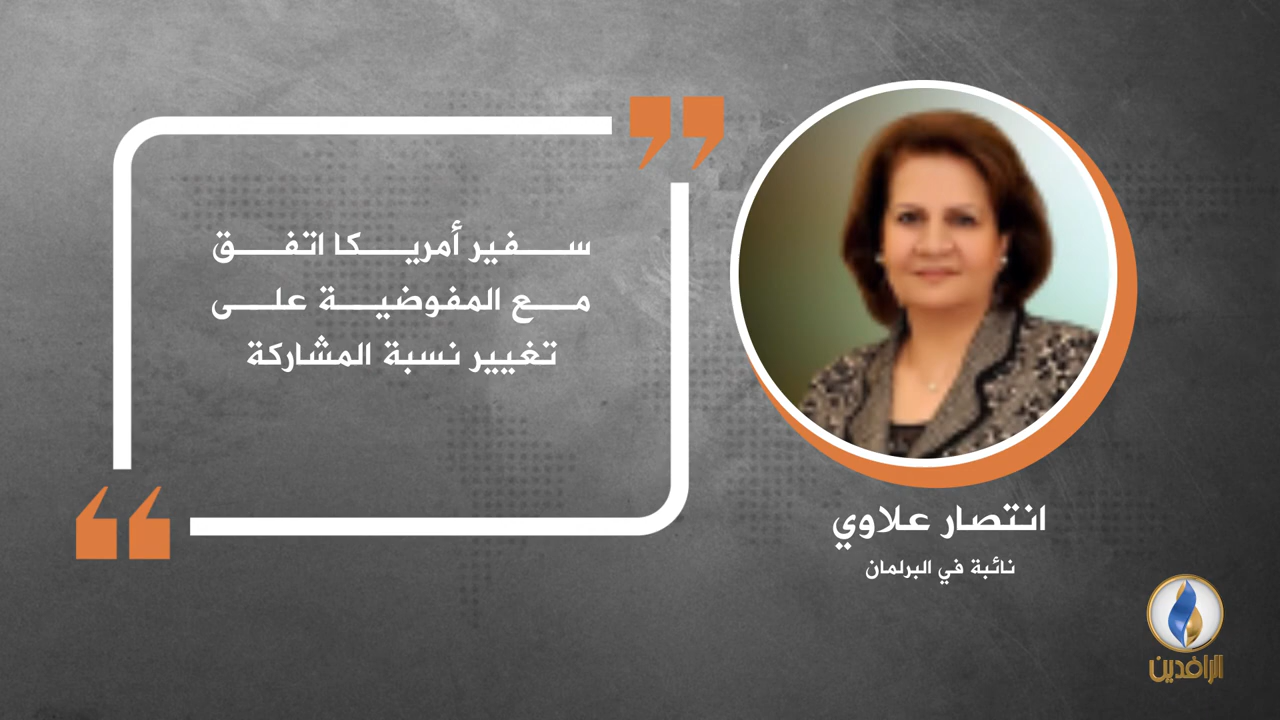 سفير أمريكا اتفق
مع المفوضية على
تغيير نسبة المشاركة
انتصار علاوي
نائبة في البرلمان
الرافدين